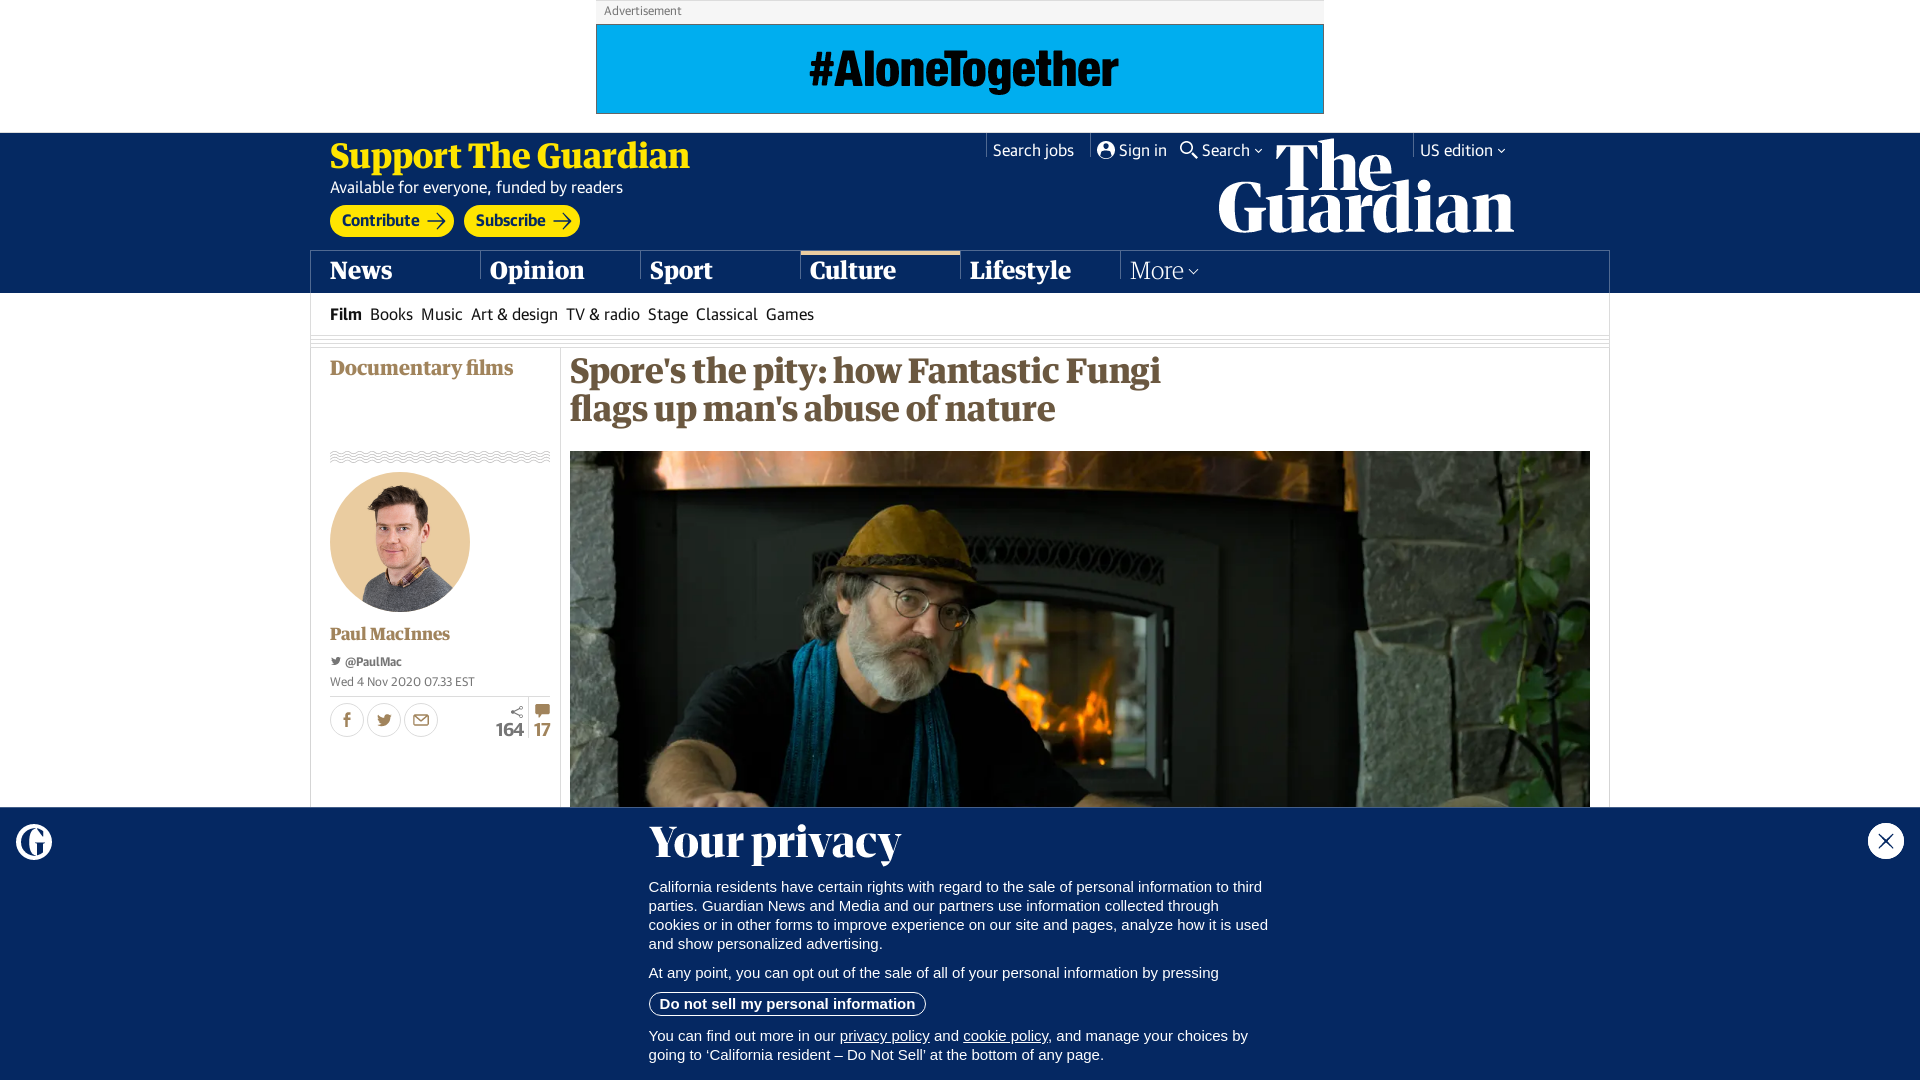 Advertisement
#AloneTogether
Support The Guardian
Available for everyone, funded by readers
Contribute
Subscribe
Search jobs
Sign in
Search
US edition
The
Guardian
News
Opinion
Sport
Culture
Lifestyle
More
Film Books Music Art & design TV & radio Stage Classical Games
Documentary films
Spore's the pity: how Fantastic Fungi
flags up man's abuse of nature
Paul MacInnes
@PaulMac
Wed 4 Nov 2020 07.33 EST
164
17
Your privacy
California residents have certain rights with regard to the sale of personal information to third
parties. Guardian News and Media and our partners use information collected through
cookies or in other forms to improve experience on our site and pages, analyze how it is used
and show personalized advertising.
At any point, you can opt out of the sale of all of your personal information by pressing
Do not sell my personal information
You can find out more in our privacy policy and cookie policy, and manage your choices by
going to ‘California resident – Do Not Sell’ at the bottom of any page.